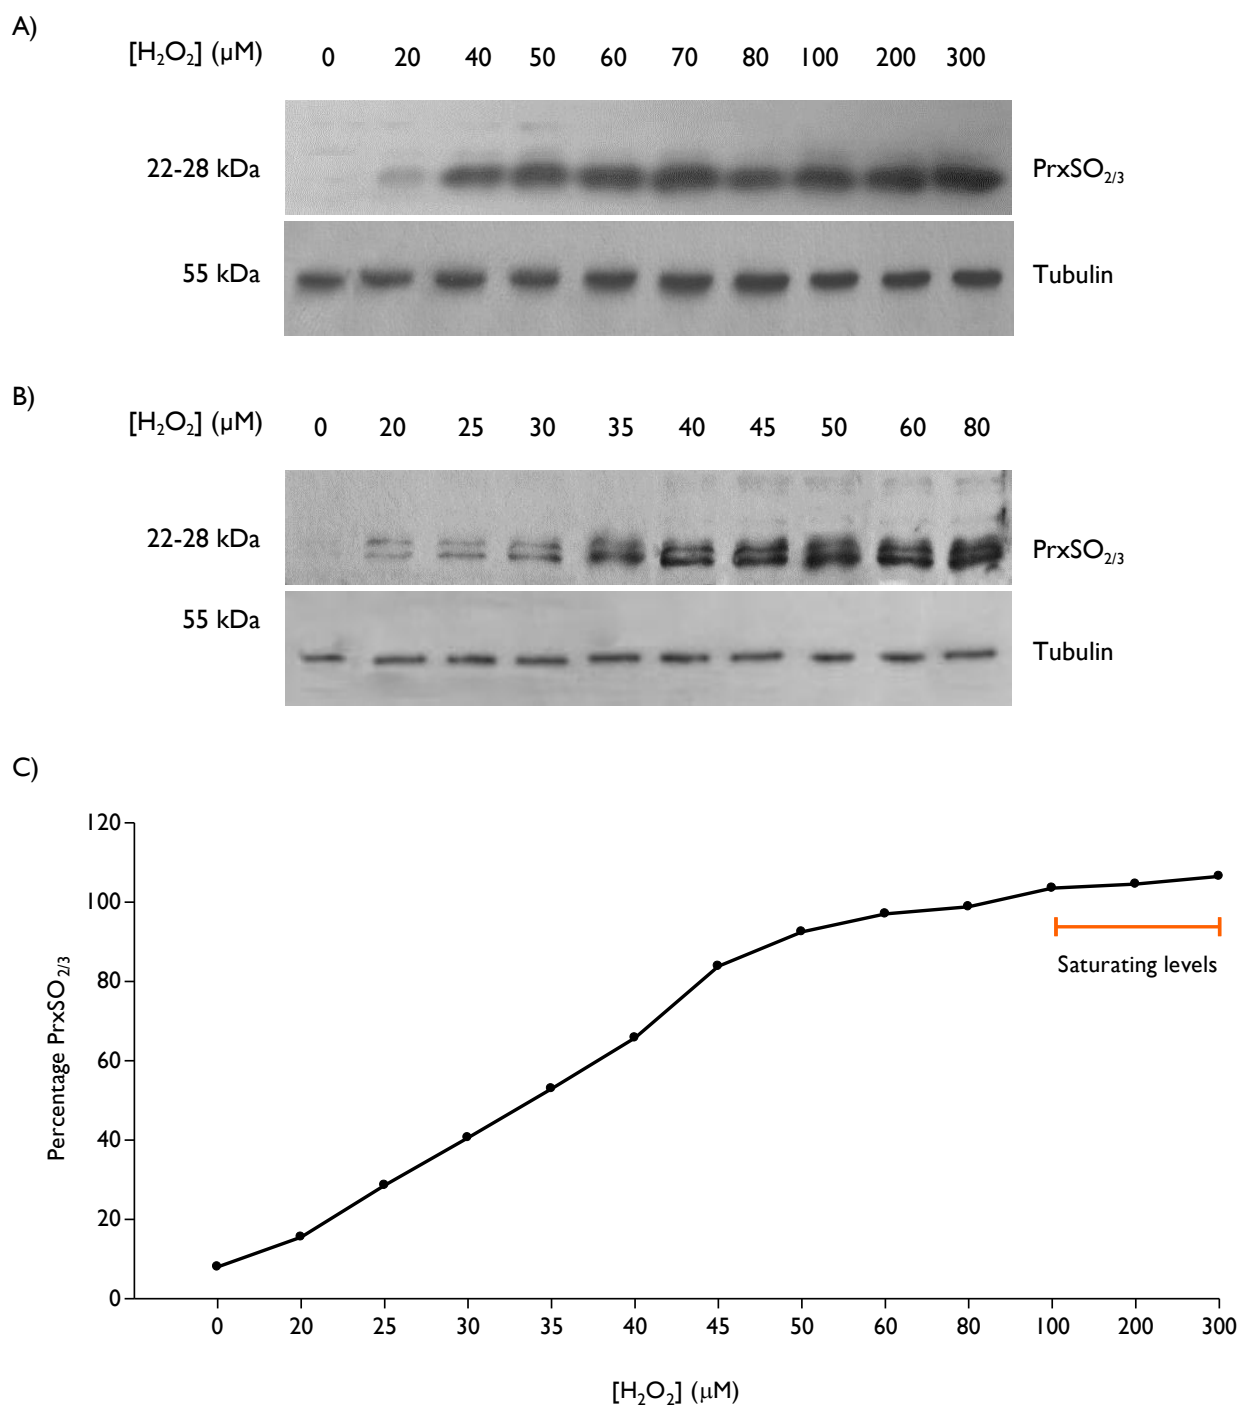 A)
[H₂O₂] (µM) 0 20 40 50 60 70 80 100 200 300
22-28 kDa PrxSO₂/₃
55 kDa Tubulin
B)
[H₂O₂] (µM) 0 20 25 30 35 40 45 50 60 80
22-28 kDa PrxSO₂/₃
55 kDa Tubulin
C)
120
100
80
60
40
20
0
Percentage PrxSO₂/₃
Saturating levels
0 20 25 30 35 40 45 50 60 80 100 200 300
[H₂O₂] (µM)